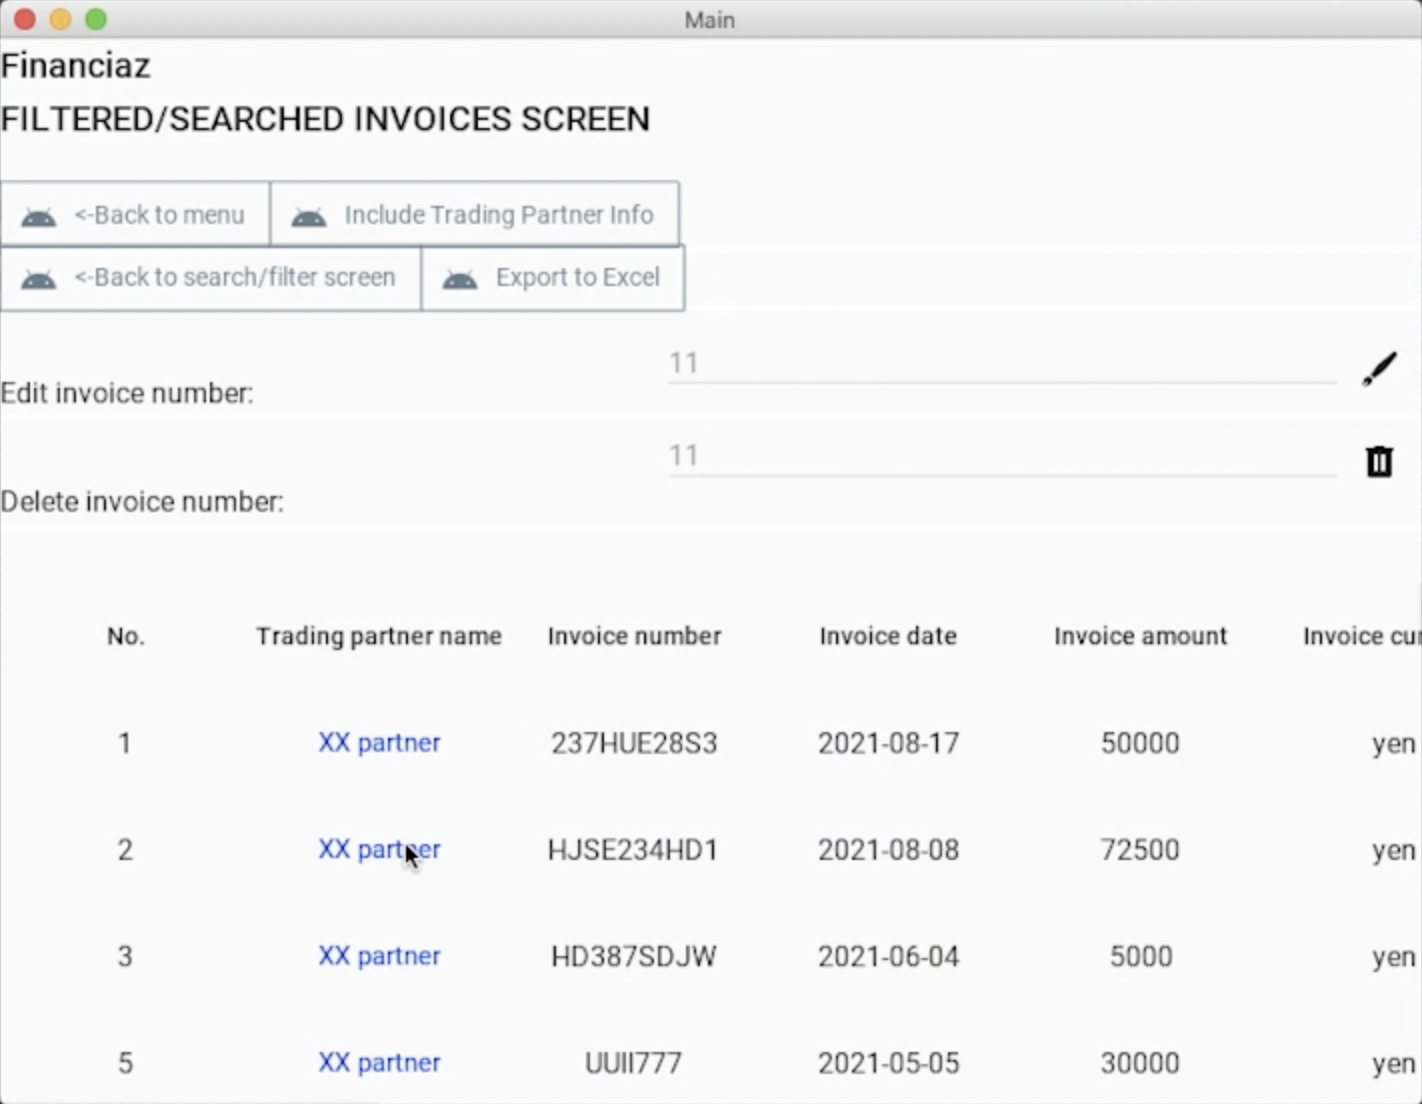 Main
Financiaz
FILTERED/SEARCHED INVOICES SCREEN
<-Back to menu Include Trading Partner Info
<-Back to search/filter screen Export to Excel
11
Edit invoice number:
11
Delete invoice number:
No. Trading partner name Invoice number Invoice date Invoice amount Invoice cur
1 XX partner 237HUE28S3 2021-08-17 50000 yen
2 XX partner HJSE234HD1 2021-08-08 72500 yen
3 XX partner HD387SDJW 2021-06-04 5000 yen
5 XX partner UUII777 2021-05-05 30000 yen